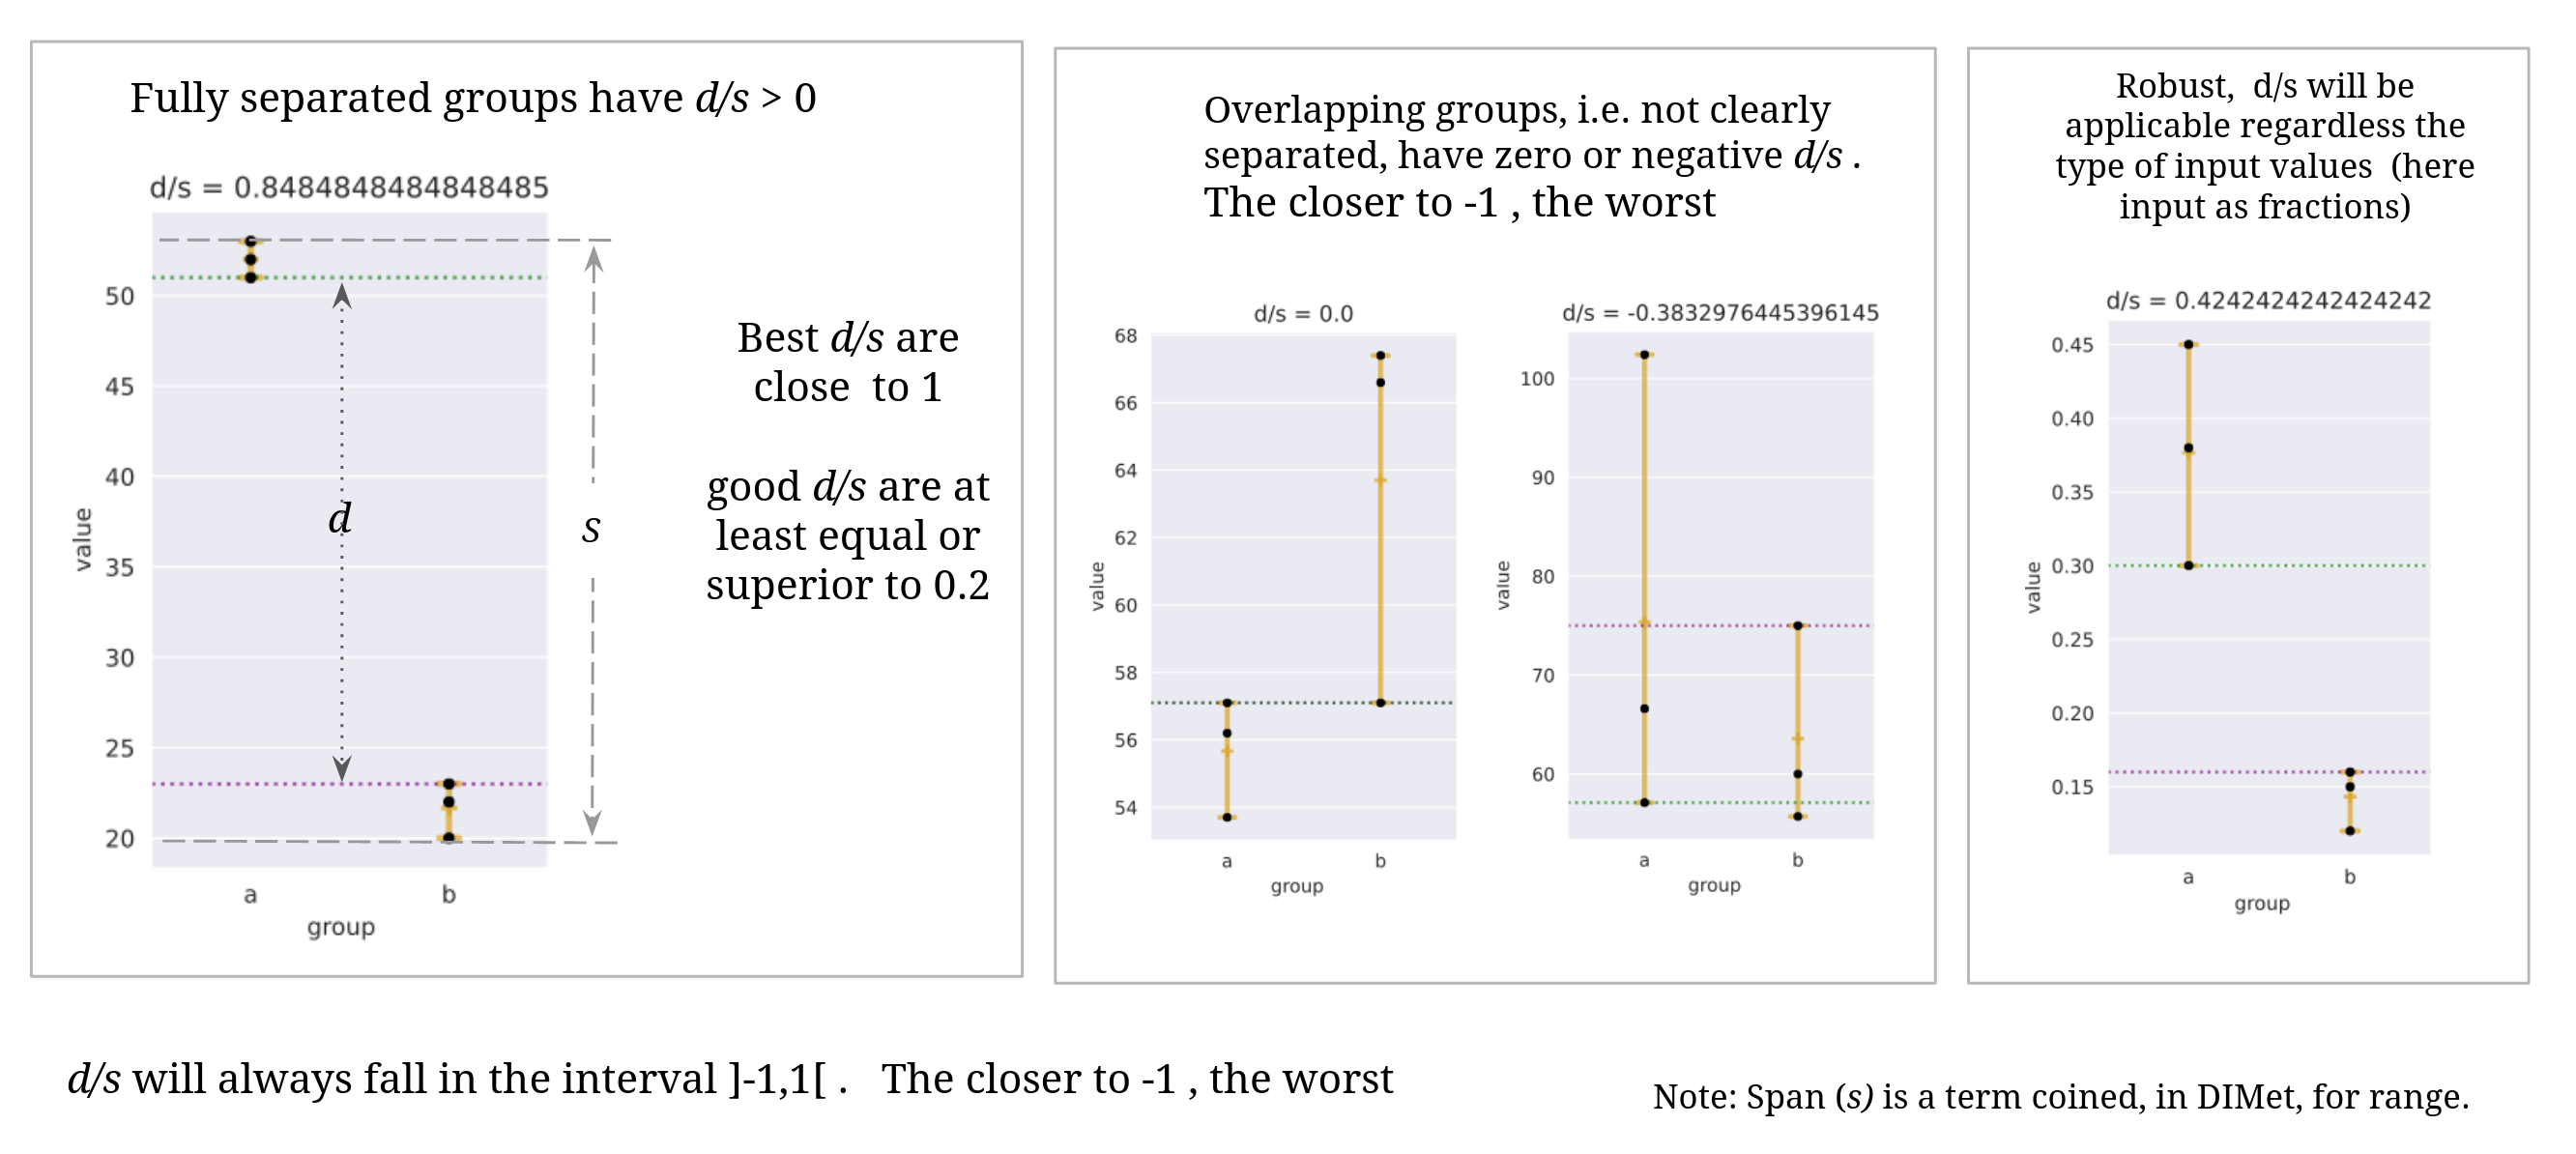 Fully separated groups have d/s > 0
d/s = 0.8484848484848485
50
45
40
35
30
25
20
value
d
s
a
b
group
Best d/s are
close  to 1
good d/s are at
least equal or
superior to 0.2
Overlapping groups, i.e. not clearly
separated, have zero or negative d/s .
The closer to -1 , the worst
d/s = 0.0
68
66
64
62
60
58
56
54
value
a
b
group
d/s = -0.3832976445396145
100
90
80
70
60
value
a
b
group
Robust,  d/s will be
applicable regardless the
type of input values  (here
input as fractions)
d/s = 0.4242424242424242
0.45
0.40
0.35
0.30
0.25
0.20
0.15
value
a
b
group
d/s will always fall in the interval ]-1,1[ .   The closer to -1 , the worst
Note: Span (s) is a term coined, in DIMet, for range.